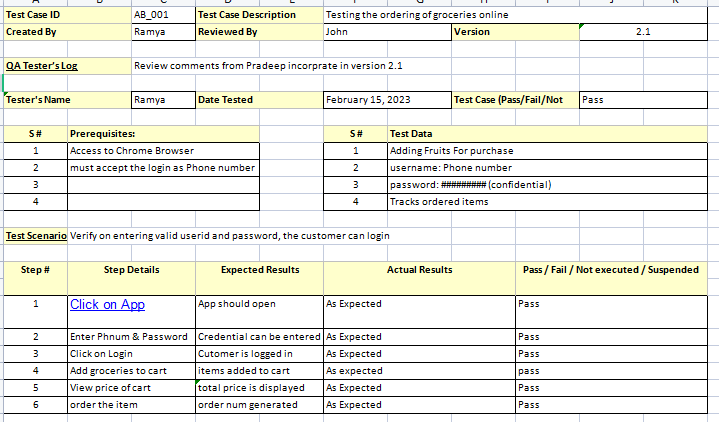 Test Case ID AB_001 Test Case Description Testing the ordering of groceries online
Created By Ramya Reviewed By John Version 2.1
QA Tester's Log Review comments from Pradeep incorprate in version 2.1
Tester's Name Ramya Date Tested February 15, 2023 Test Case (Pass/Fail/Not Pass
S # Prerequisites: S # Test Data
1 Access to Chrome Browser 1 Adding Fruits For purchase
2 must accept the login as Phone number 2 username: Phone number
3 3 password: ######### (confidential)
4 4 Tracks ordered items
Test Scenario Verify on entering valid userid and password, the customer can login
Step # Step Details Expected Results Actual Results Pass / Fail / Not executed / Suspended
1 Click on App App should open As Expected Pass
2 Enter Phnum & Password Credential can be entered As Expected Pass
3 Click on Login Cutomer is logged in As Expected Pass
4 Add groceries to cart items added to cart As expected pass
5 View price of cart total price is displayed As Expected Pass
6 order the item order num generated As Expected Pass